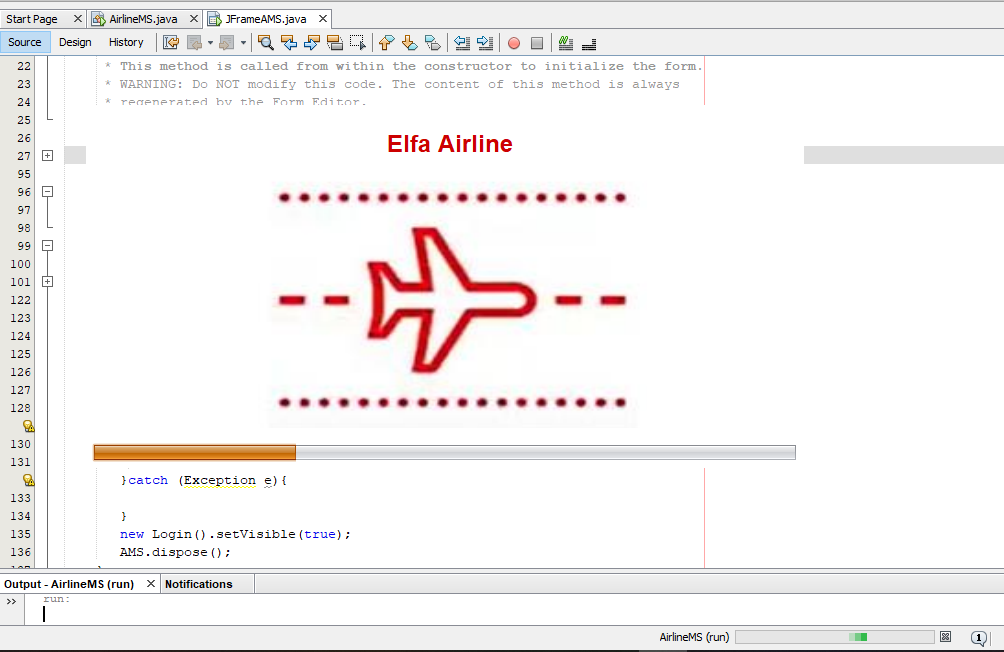 Start Page
AirlineMS.java
JFrameAMS.java
Source Design History
22 * This method is called from within the constructor to initialize the form.
23 * WARNING: Do NOT modify this code. The content of this method is always
24 * regenerated by the Form Editor.
25
26
Elfa Airline
27
95
96
97
98
99
100
101
122
123
124
125
126
127
128
130
131
}catch (Exception e){
133
134 }
135 new Login().setVisible(true);
136 AMS.dispose();
Output - AirlineMS (run) Notifications
run:
AirlineMS (run) 1